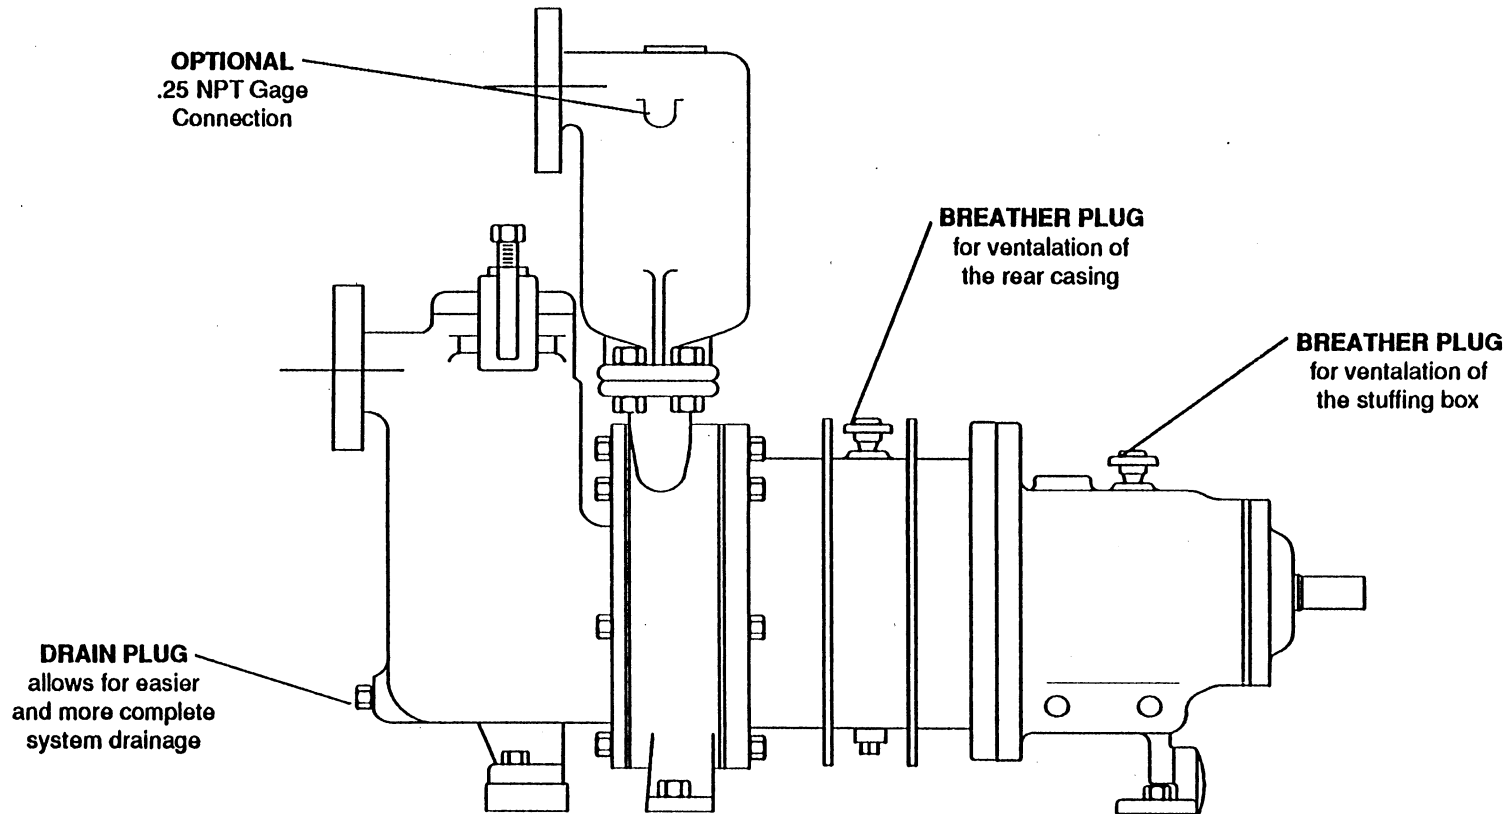 OPTIONAL
.25 NPT Gage
Connection
BREATHER PLUG
for ventalation of
the rear casing
BREATHER PLUG
for ventalation of
the stuffing box
DRAIN PLUG
allows for easier
and more complete
system drainage